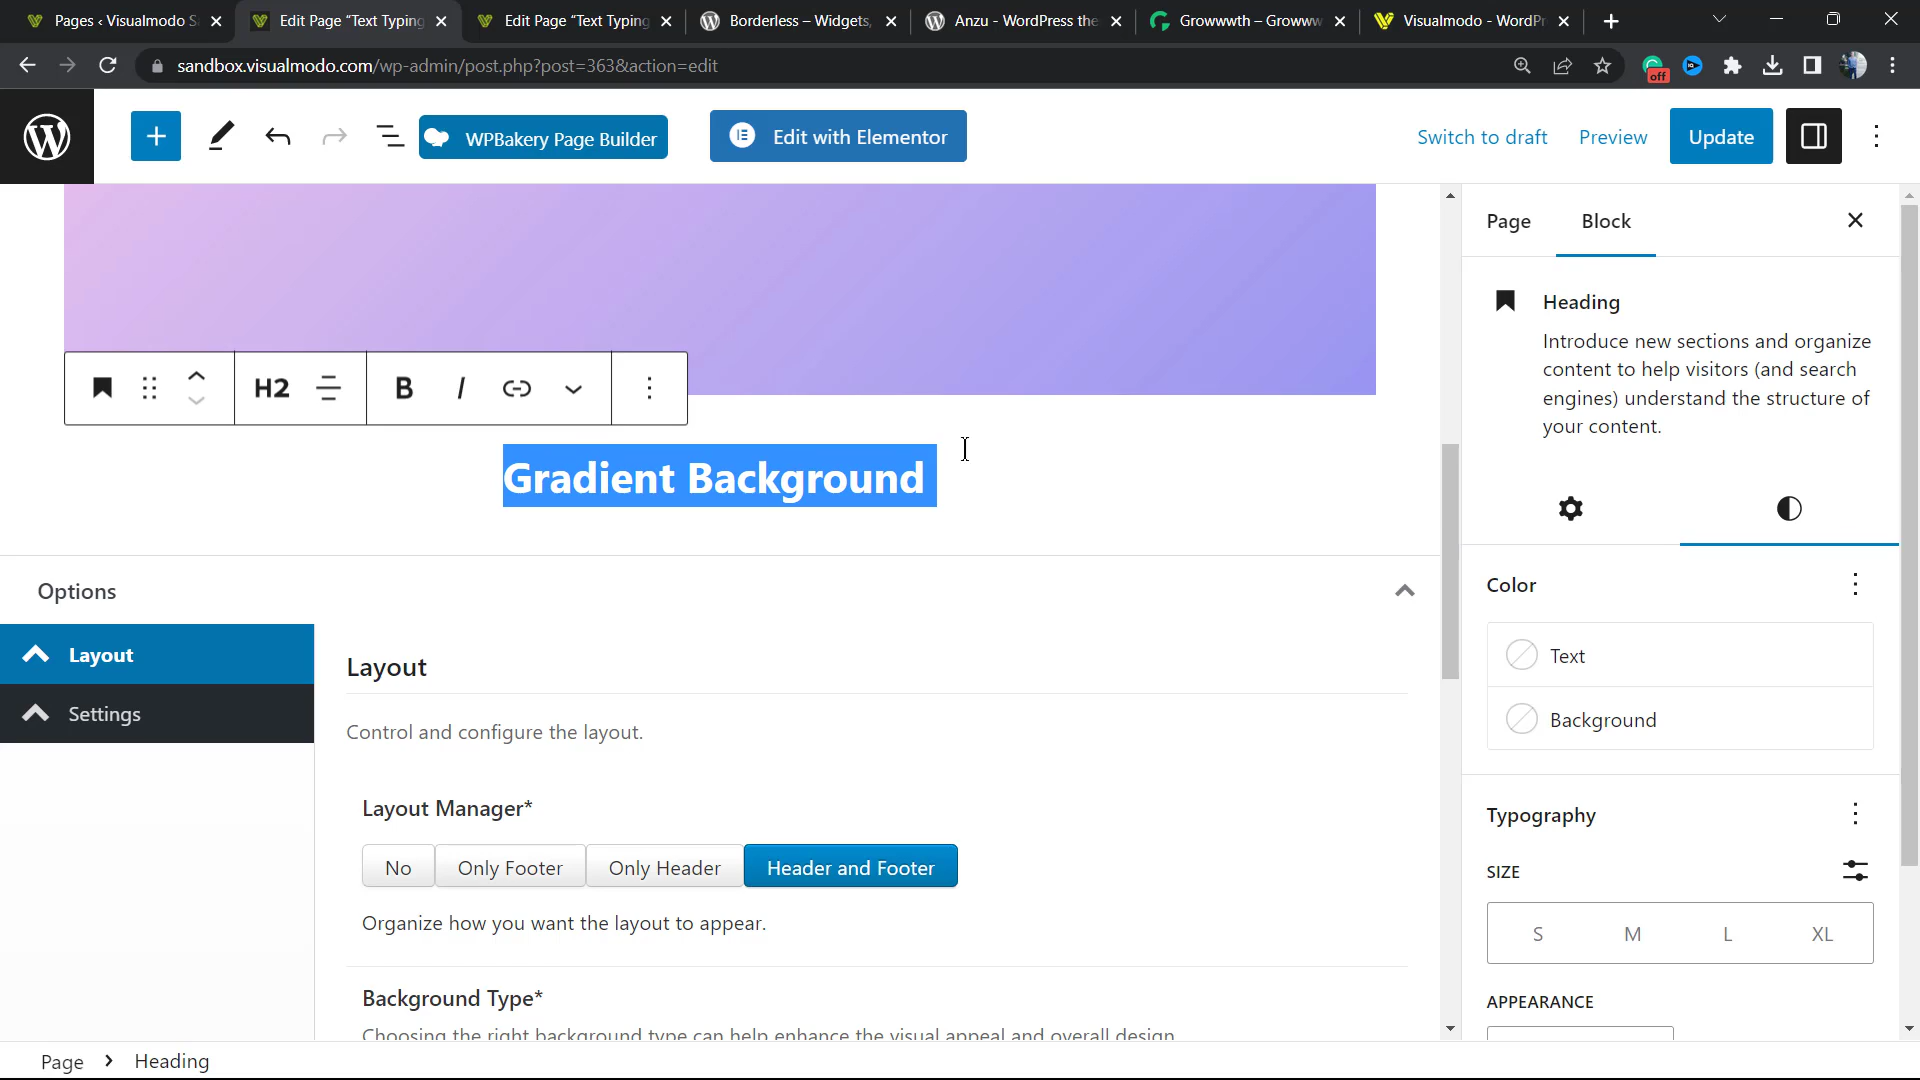 Pages ‹ Visualmodo S
Edit Page “Text Typing
Edit Page “Text Typing
Borderless – Widgets,
Anzu - WordPress the
Growwwth – Growww
Visualmodo - WordPr
sandbox.visualmodo.com/wp-admin/post.php?post=363&action=edit
off
WPBakery Page Builder
Edit with Elementor
Switch to draft
Preview
Update
Page
Block
Heading
Introduce new sections and organize
content to help visitors (and search
engines) understand the structure of
your content.
H2
B
I
Gradient Background
Options
Layout
Settings
Layout
Control and configure the layout.
Layout Manager*
No
Only Footer
Only Header
Header and Footer
Organize how you want the layout to appear.
Background Type*
Choosing the right background type can help enhance the visual appeal and overall design
Color
Text
Background
Typography
SIZE
S
M
L
XL
APPEARANCE
Page
Heading